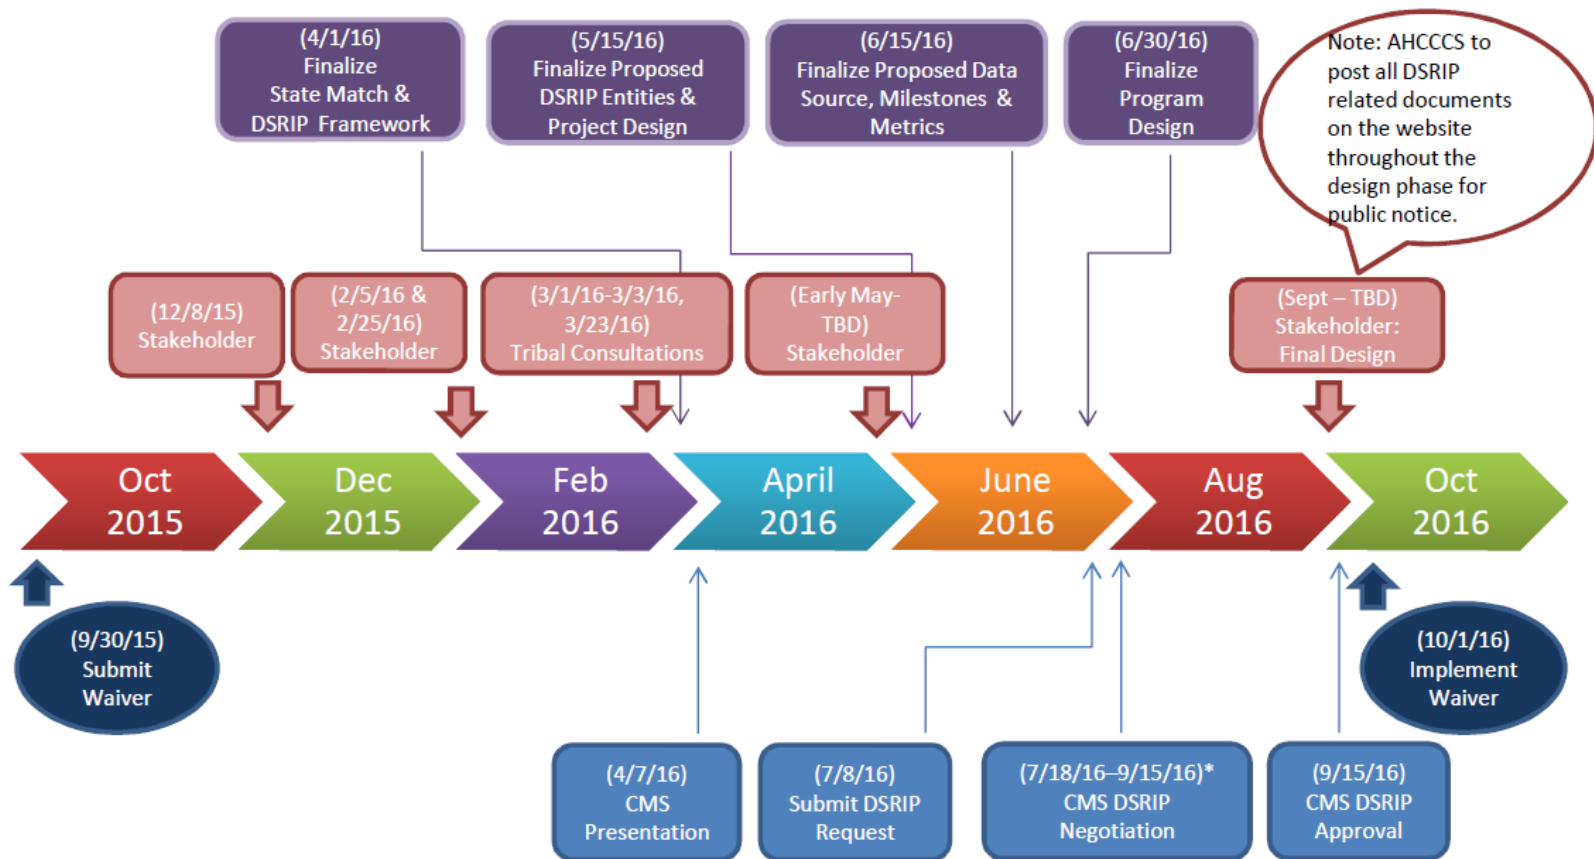 (4/1/16)
Finalize
State Match &
DSRIP Framework
(5/15/16)
Finalize Proposed
DSRIP Entities &
Project Design
(6/15/16)
Finalize Proposed Data
Source, Milestones &
Metrics
(6/30/16)
Finalize
Program
Design
Note: AHCCCS to
post all DSRIP
related documents
on the website
throughout the
design phase for
public notice.
(12/8/15)
Stakeholder
(2/5/16 &
2/25/16)
Stakeholder
(3/1/16-3/3/16,
3/23/16)
Tribal Consultations
(Early May-
TBD)
Stakeholder
(Sept – TBD)
Stakeholder:
Final Design
Oct
2015
Dec
2015
Feb
2016
April
2016
June
2016
Aug
2016
Oct
2016
(9/30/15)
Submit
Waiver
(10/1/16)
Implement
Waiver
(4/7/16)
CMS
Presentation
(7/8/16)
Submit DSRIP
Request
(7/18/16–9/15/16)*
CMS DSRIP
Negotiation
(9/15/16)
CMS DSRIP
Approval